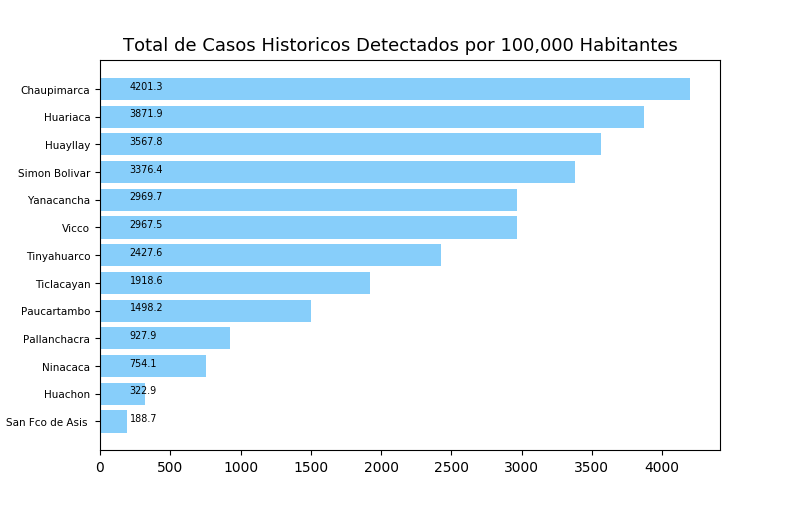 Total de Casos Historicos Detectados por 100,000 Habitantes
Chaupimarca 4201.3
Huariaca 3871.9
Huayllay 3567.8
Simon Bolivar 3376.4
Yanacancha 2969.7
Vicco 2967.5
Tinyahuarco 2427.6
Ticlacayan 1918.6
Paucartambo 1498.2
Pallanchacra 927.9
Ninacaca 754.1
Huachon 322.9
San Fco de Asis 188.7
0 500 1000 1500 2000 2500 3000 3500 4000